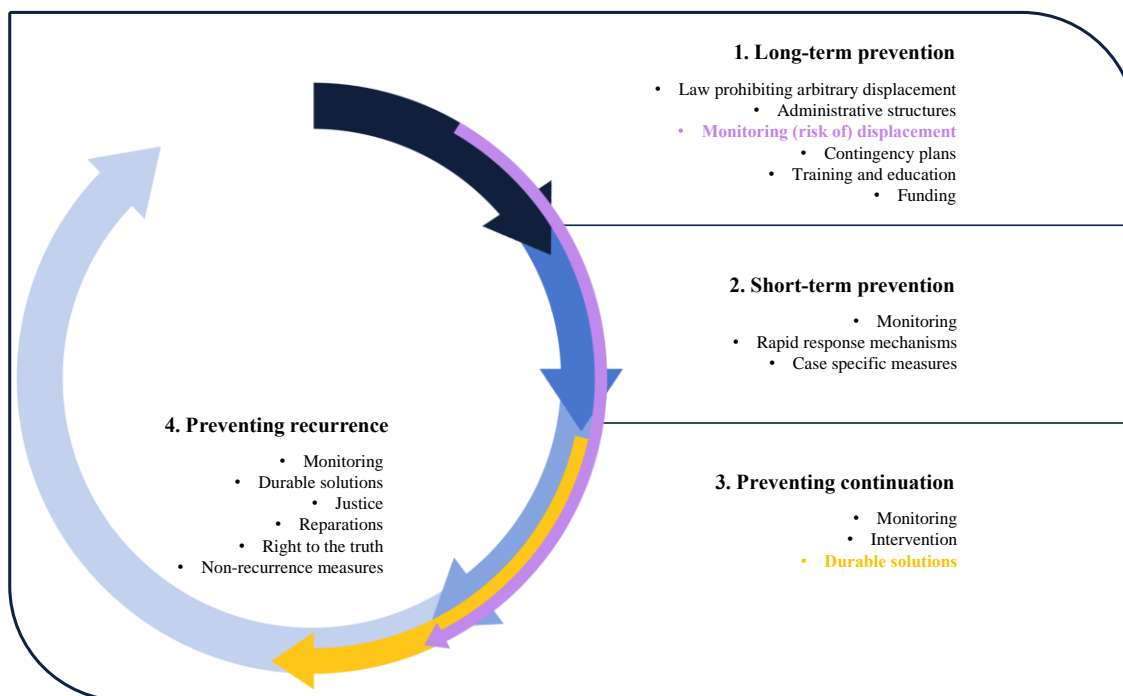 1. Long-term prevention
• Law prohibiting arbitrary displacement
• Administrative structures
• Monitoring (risk of) displacement
• Contingency plans
• Training and education
• Funding
2. Short-term prevention
• Monitoring
• Rapid response mechanisms
• Case specific measures
3. Preventing continuation
• Monitoring
• Intervention
• Durable solutions
4. Preventing recurrence
• Monitoring
• Durable solutions
• Justice
• Reparations
• Right to the truth
• Non-recurrence measures